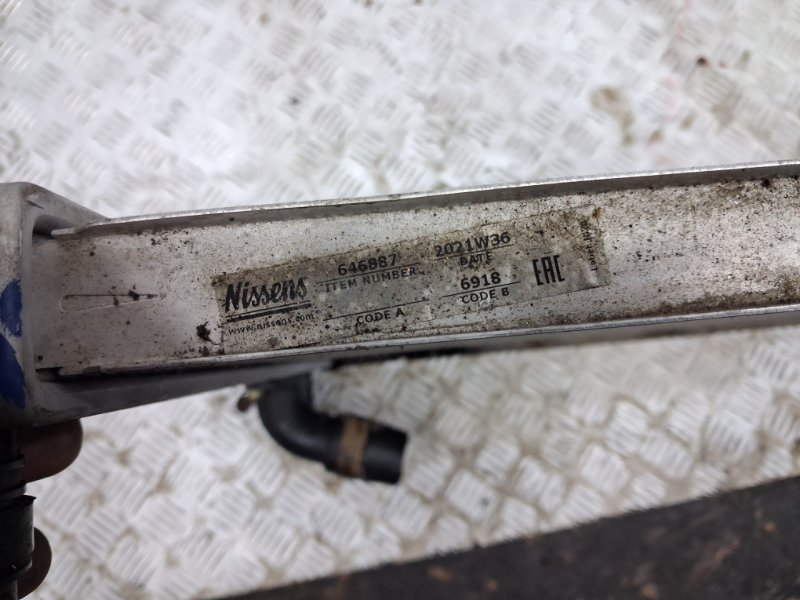 Nissens
www.nissens.com
646887
ITEM NUMBER
CODE A
2021W36
DATE
6918
CODE B
EAC